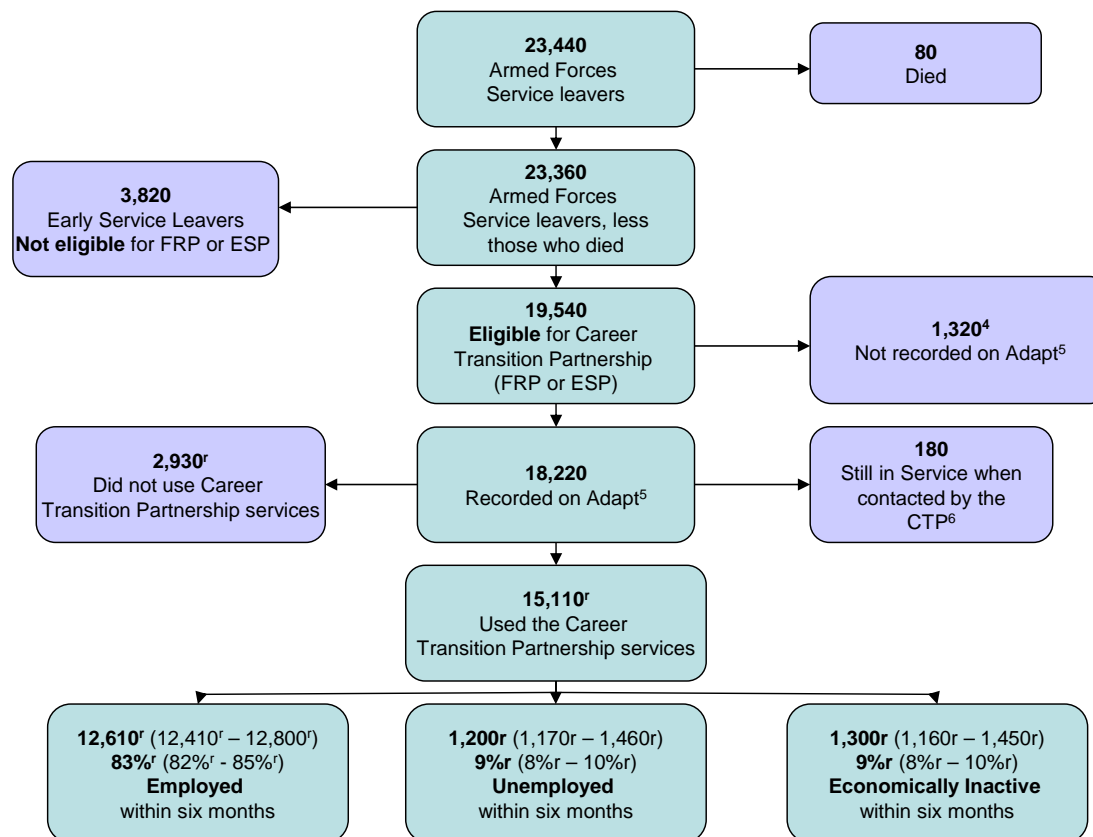 23,440
Armed Forces
Service leavers
80
Died
23,360
Armed Forces
Service leavers, less
those who died
3,820
Early Service Leavers
Not eligible for FRP or ESP
19,540
Eligible for Career
Transition Partnership
(FRP or ESP)
1,320⁴
Not recorded on Adapt⁵
2,930ʳ
Did not use Career
Transition Partnership services
18,220
Recorded on Adapt⁵
180
Still in Service when
contacted by the
CTP⁶
15,110ʳ
Used the Career
Transition Partnership services
12,610ʳ (12,410ʳ – 12,800ʳ)
83%ʳ (82%ʳ - 85%ʳ)
Employed
within six months
1,200r (1,170r – 1,460r)
9%r (8%r – 10%r)
Unemployed
within six months
1,300r (1,160r – 1,450r)
9%r (8%r – 10%r)
Economically Inactive
within six months